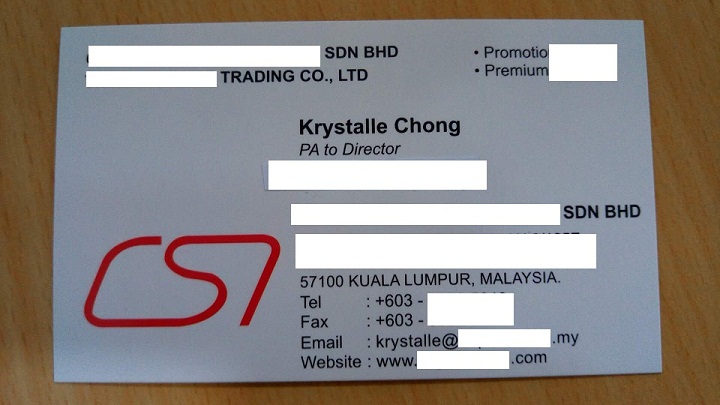 SDN BHD
TRADING CO., LTD
• Promotio
• Premium
Krystalle Chong
PA to Director
CSI
SDN BHD
57100 KUALA LUMPUR, MALAYSIA.
Tel : +603 -
Fax : +603 -
Email : krystalle@ .my
Website : www. .com